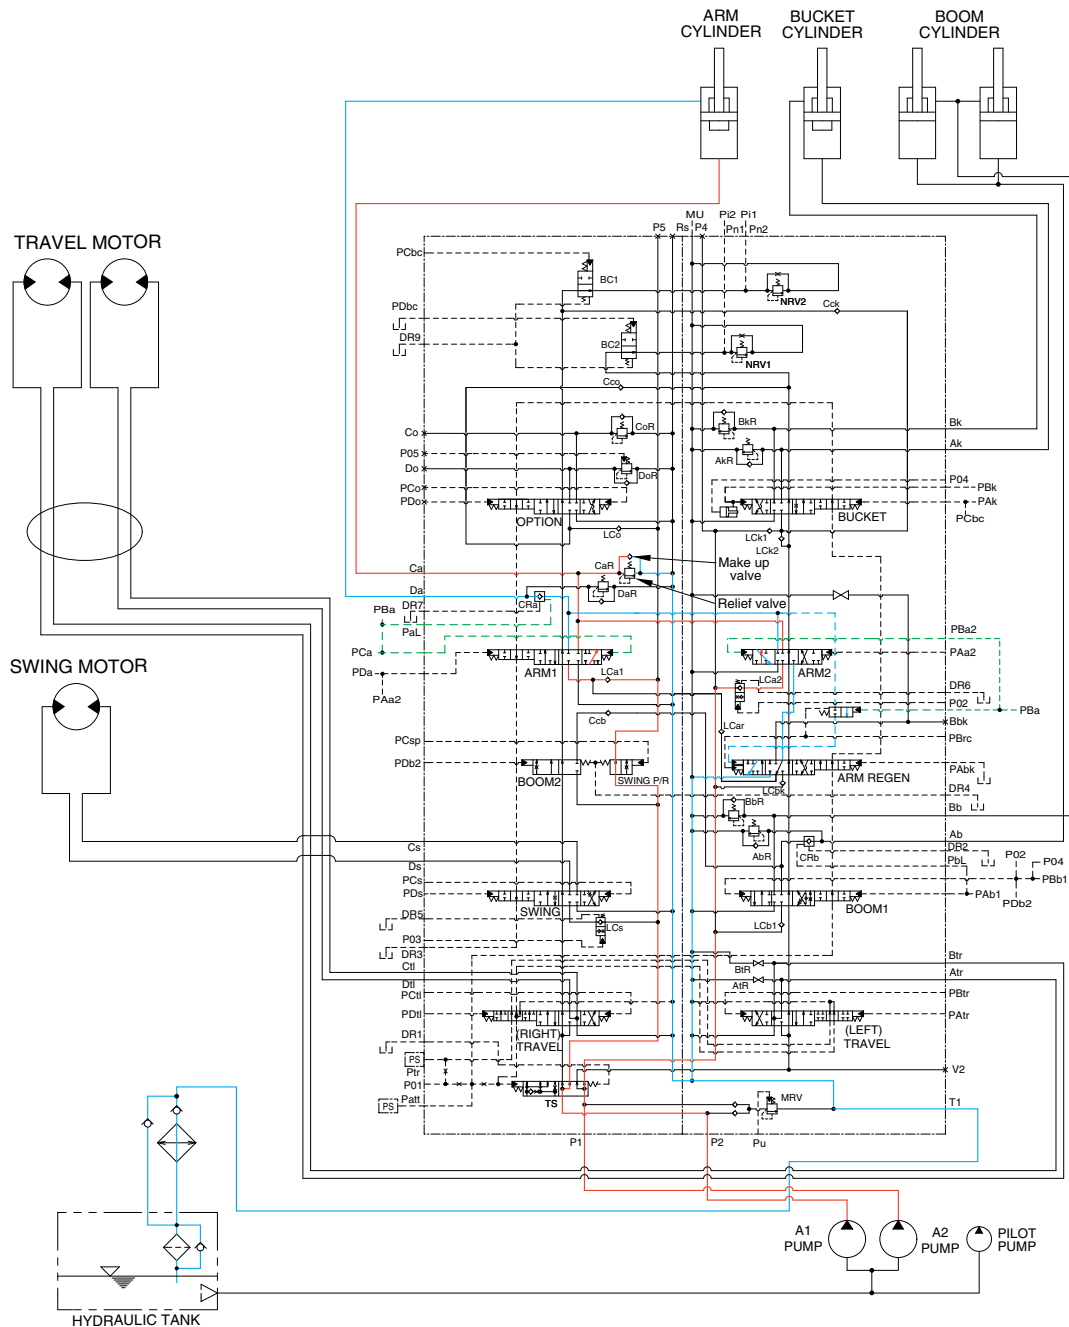 ARM
CYLINDER
BUCKET
CYLINDER
BOOM
CYLINDER
TRAVEL MOTOR
SWING MOTOR
P5
Rs
MU
P4
Pi2
Pn1
Pi1
Pn2
PCbc
BC1
NRV2
Cck
PDbc
DR9
BC2
NRV1
Cco
Co
CoR
BkR
Bk
P05
Do
DoR
AkR
Ak
PCo
PDo
OPTION
LCo
P04
PBk
PAk
PCbc
BUCKET
LCk1
LCk2
Ca
CaR
Make up
valve
Da
DaR
Relief valve
PBa
DR7
CRa
PaL
PCa
PDa
PAa2
ARM1
LCa1
PBa2
PAa2
ARM2
LCa2
DR6
P02
PBa
Ccb
LCar
Bbk
PBrc
PCsp
PDb2
BOOM2
SWING P/R
ARM REGEN
PAbk
LCbk
DR4
BbR
Bb
AbR
Ab
CRb
DR2
PbL
P02
P04
PBb1
PAb1
PDb2
Cs
Ds
PCs
PDs
SWING
BOOM1
DR5
LCs
LCb1
P03
DR3
Ctl
BtR
Btr
AtR
Atr
Dtl
PCtl
PBtr
PDtl
PAtr
(RIGHT)
TRAVEL
(LEFT)
TRAVEL
DR1
PS
Ptr
P01
V2
Patt
PS
TS
MRV
T1
P1
P2
Pu
A1
PUMP
A2
PUMP
PILOT
PUMP
HYDRAULIC TANK